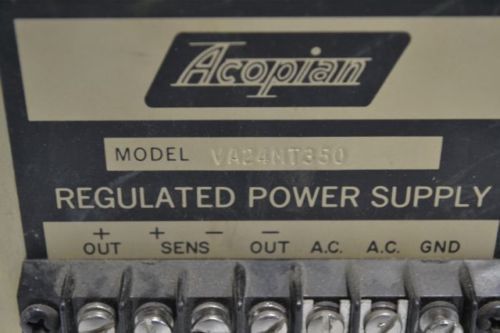 Acopian
MODEL VA24MT350
REGULATED POWER SUPPLY
+ + − −
OUT SENS OUT A.C. A.C. GND